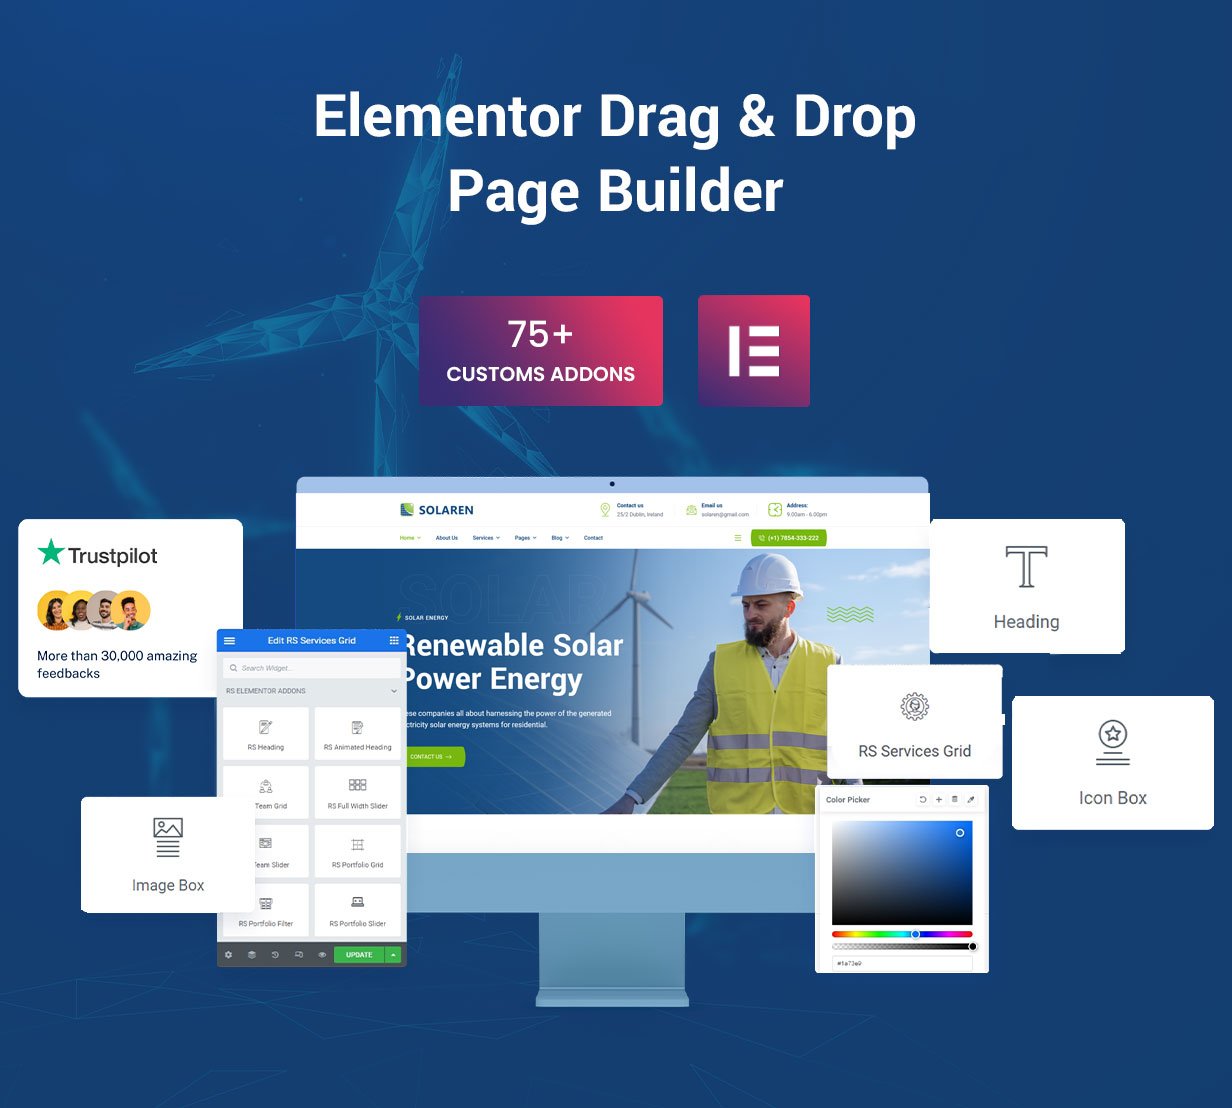 Elementor Drag & Drop
Page Builder
75+
CUSTOMS ADDONS
SOLAREN
Contact us
25/2 Dublin, Ireland
Email us
solaren@gmail.com
Address:
9.00am - 6.00pm
Home
About Us
Services
Pages
Blog
Contact
(+1) 7854-333-222
SOLAR
SOLAR ENERGY
Renewable Solar
Power Energy
ese companies all about harnessing the power of the generated
ctricity solar energy systems for residential.
CONTACT US
Trustpilot
More than 30,000 amazing
feedbacks
Edit RS Services Grid
Search Widget...
RS ELEMENTOR ADDONS
RS Heading
RS Animated Heading
Team Grid
RS Full Width Slider
Team Slider
RS Portfolio Grid
RS Portfolio Filter
RS Portfolio Slider
UPDATE
Image Box
Heading
RS Services Grid
Icon Box
Color Picker
#1a73e9